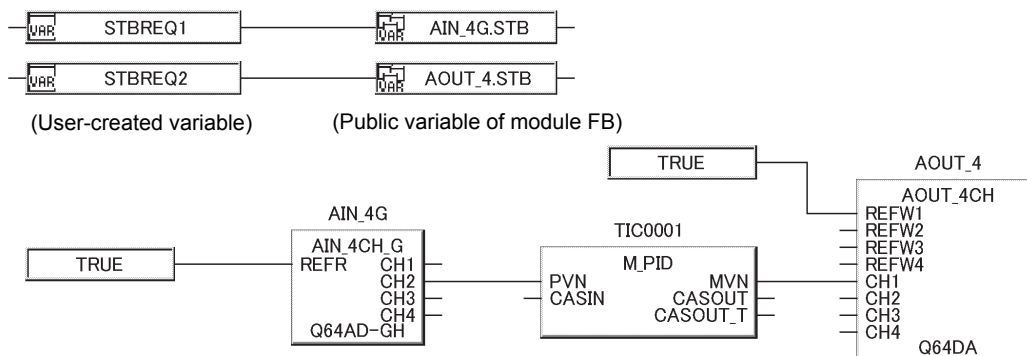 VAR STBREQ1 VAR AIN_4G.STB
VAR STBREQ2 VAR AOUT_4.STB
(User-created variable) (Public variable of module FB)
TRUE AOUT_4
AOUT_4CH
REFW1
REFW2
REFW3
REFW4
CH1
CH2
CH3
CH4
Q64DA
AIN_4G
AIN_4CH_G
TRUE
REFR CH1
CH2
CH3
CH4
Q64AD-GH
TIC0001
M_PID
PVN MVN
CASIN CASOUT
CASOUT_T